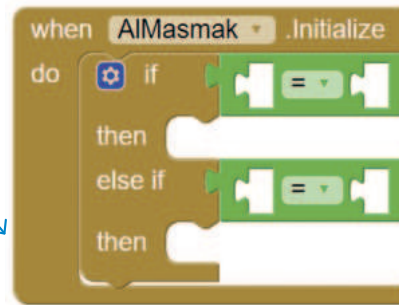 when AlMasmak .Initialize
do if =
then
else if =
then